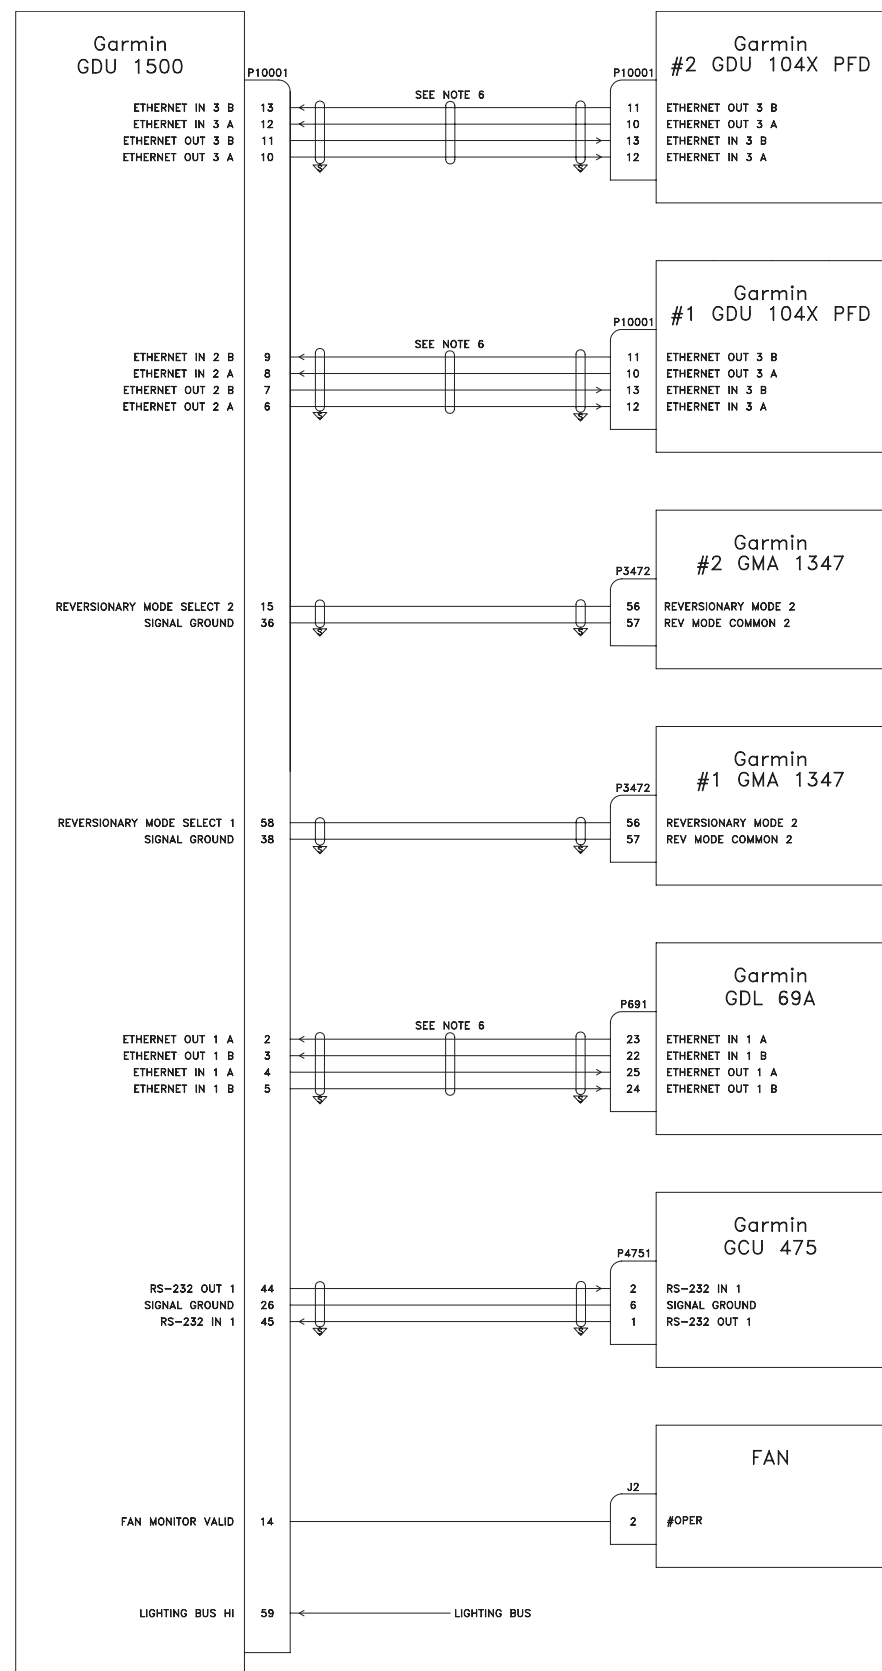 Garmin
GDU 1500
P10001
Garmin
#2 GDU 104X PFD
P10001
SEE NOTE 6
ETHERNET IN 3 B 13 11 ETHERNET OUT 3 B
ETHERNET IN 3 A 12 10 ETHERNET OUT 3 A
ETHERNET OUT 3 B 11 13 ETHERNET IN 3 B
ETHERNET OUT 3 A 10 12 ETHERNET IN 3 A
S S
Garmin
#1 GDU 104X PFD
P10001
SEE NOTE 6
ETHERNET IN 2 B 9 11 ETHERNET OUT 3 B
ETHERNET IN 2 A 8 10 ETHERNET OUT 3 A
ETHERNET OUT 2 B 7 13 ETHERNET IN 3 B
ETHERNET OUT 2 A 6 12 ETHERNET IN 3 A
S S
Garmin
#2 GMA 1347
P3472
REVERSIONARY MODE SELECT 2 15 56 REVERSIONARY MODE 2
SIGNAL GROUND 36 57 REV MODE COMMON 2
S S
Garmin
#1 GMA 1347
P3472
REVERSIONARY MODE SELECT 1 58 56 REVERSIONARY MODE 2
SIGNAL GROUND 38 57 REV MODE COMMON 2
S S
Garmin
GDL 69A
P691
SEE NOTE 6
ETHERNET OUT 1 A 2 23 ETHERNET IN 1 A
ETHERNET OUT 1 B 3 22 ETHERNET IN 1 B
ETHERNET IN 1 A 4 25 ETHERNET OUT 1 A
ETHERNET IN 1 B 5 24 ETHERNET OUT 1 B
S S
Garmin
GCU 475
P4751
RS-232 OUT 1 44 2 RS-232 IN 1
SIGNAL GROUND 26 6 SIGNAL GROUND
RS-232 IN 1 45 1 RS-232 OUT 1
S S
FAN
J2
FAN MONITOR VALID 14 2 #OPER
LIGHTING BUS HI 59 LIGHTING BUS